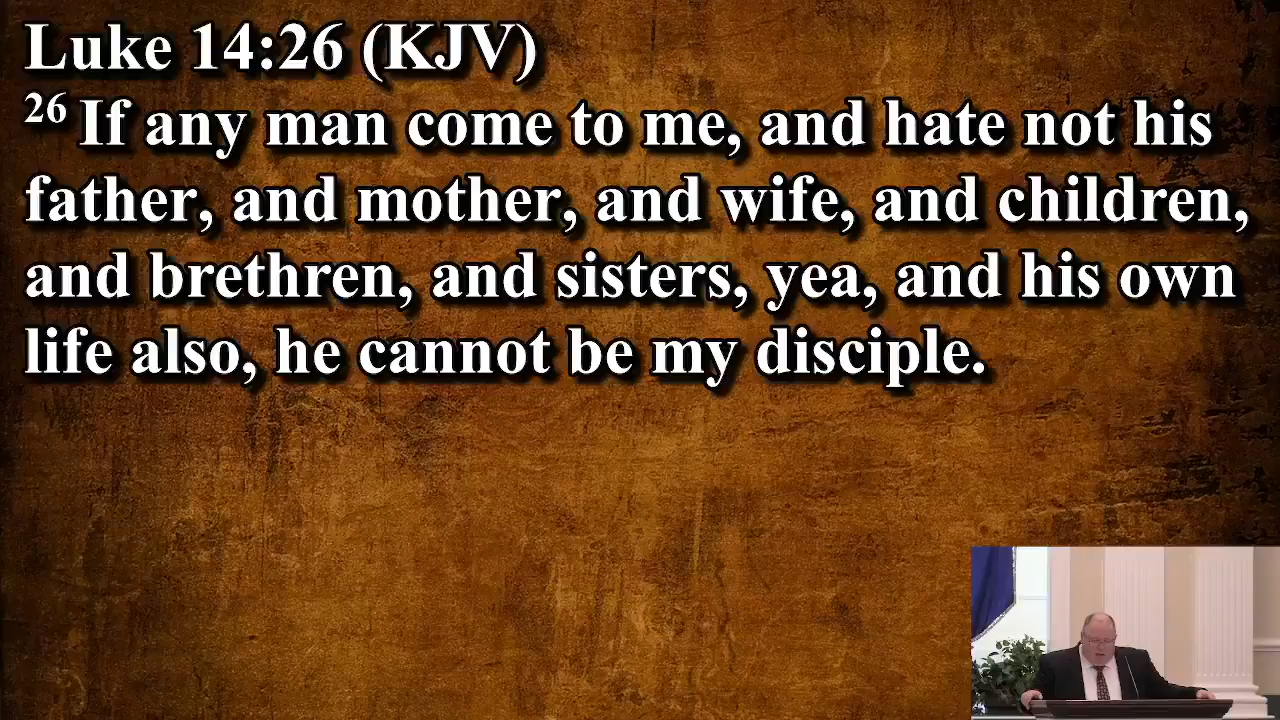 Luke 14:26 (KJV)
26 If any man come to me, and hate not his
father, and mother, and wife, and children,
and brethren, and sisters, yea, and his own
life also, he cannot be my disciple.